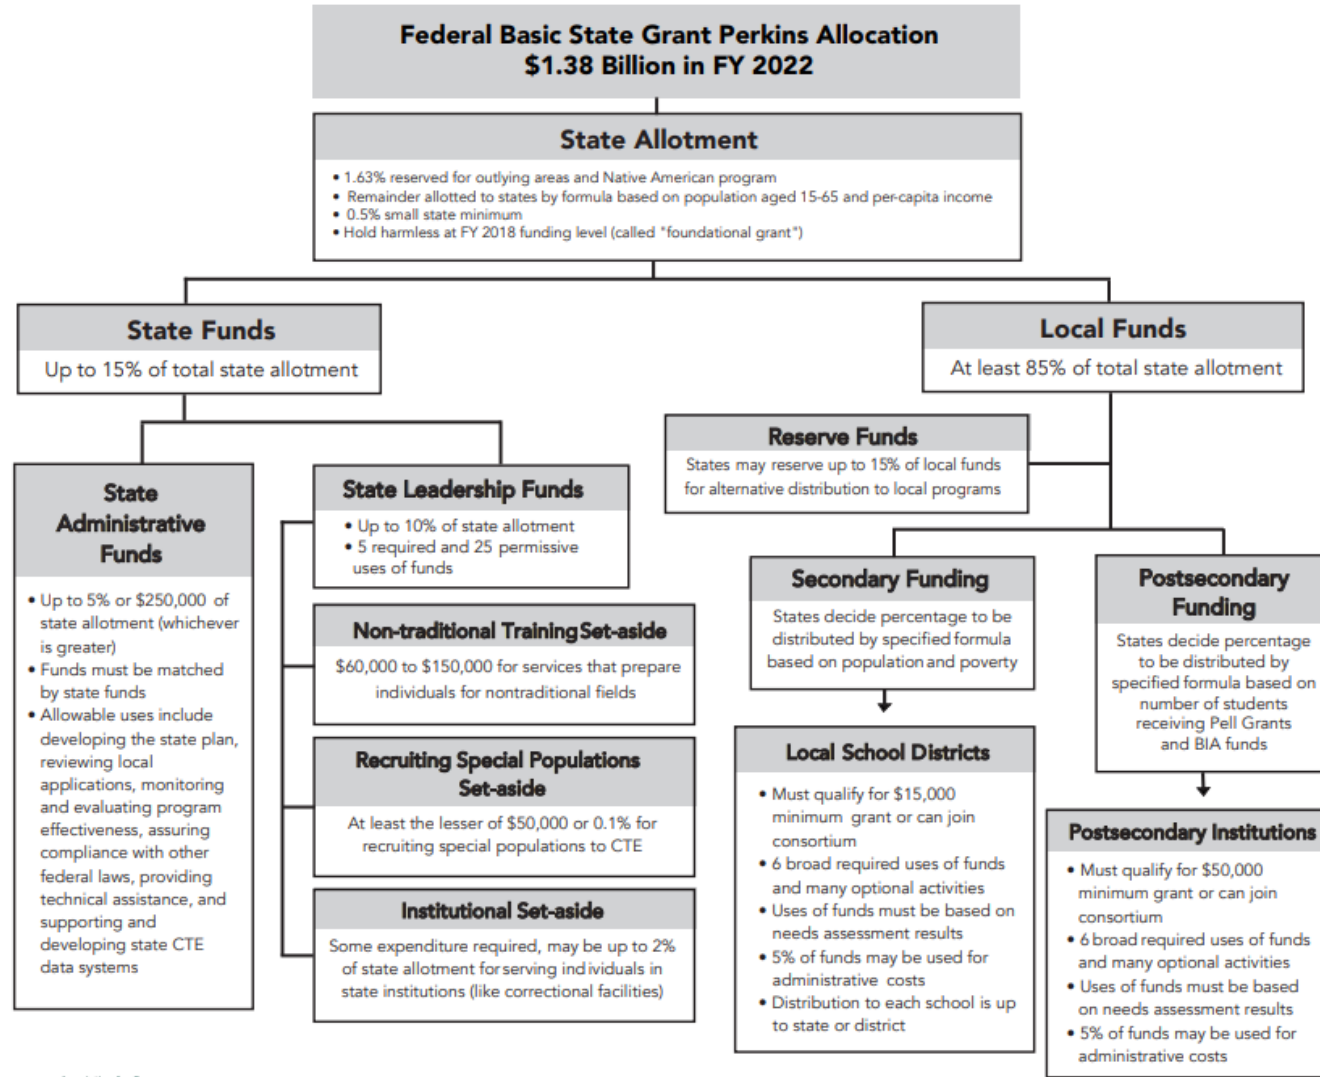 Federal Basic State Grant Perkins Allocation
$1.38 Billion in FY 2022
State Allotment
• 1.63% reserved for outlying areas and Native American program
• Remainder allotted to states by formula based on population aged 15-65 and per-capita income
• 0.5% small state minimum
• Hold harmless at FY 2018 funding level (called "foundational grant")
State Funds
Up to 15% of total state allotment
Local Funds
At least 85% of total state allotment
State
Administrative
Funds
• Up to 5% or $250,000 of
state allotment (whichever
is greater)
• Funds must be matched
by state funds
• Allowable uses include
developing the state plan,
reviewing local
applications, monitoring
and evaluating program
effectiveness, assuring
compliance with other
federal laws, providing
technical assistance, and
supporting and
developing state CTE
data systems
State Leadership Funds
• Up to 10% of state allotment
• 5 required and 25 permissive
uses of funds
Non-traditional Training Set-aside
$60,000 to $150,000 for services that prepare
individuals for nontraditional fields
Recruiting Special Populations
Set-aside
At least the lesser of $50,000 or 0.1% for
recruiting special populations to CTE
Institutional Set-aside
Some expenditure required, may be up to 2%
of state allotment for serving individuals in
state institutions (like correctional facilities)
Reserve Funds
States may reserve up to 15% of local funds
for alternative distribution to local programs
Secondary Funding
States decide percentage to be
distributed by specified formula
based on population and poverty
Local School Districts
• Must qualify for $15,000
minimum grant or can join
consortium
• 6 broad required uses of funds
and many optional activities
• Uses of funds must be based on
needs assessment results
• 5% of funds may be used for
administrative costs
• Distribution to each school is up
to state or district
Postsecondary
Funding
States decide percentage
to be distributed by
specified formula based on
number of students
receiving Pell Grants
and BIA funds
Postsecondary Institutions
• Must qualify for $50,000
minimum grant or can join
consortium
• 6 broad required uses of funds
and many optional activities
• Uses of funds must be based
on needs assessment results
• 5% of funds may be used for
administrative costs